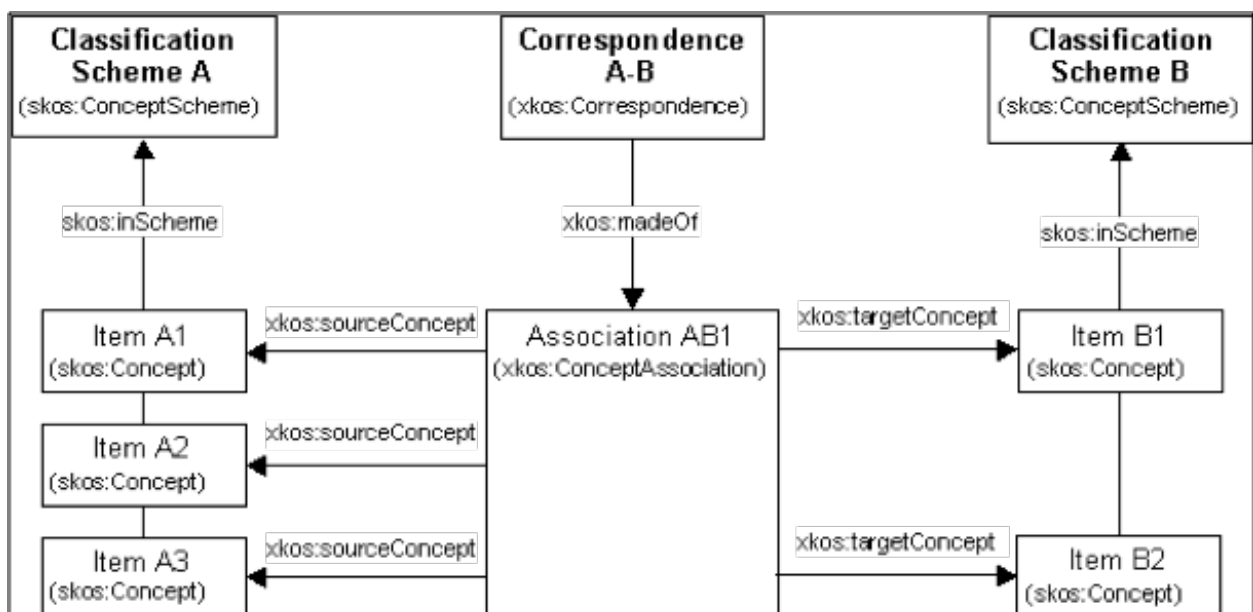 Classification
Scheme A
(skos:ConceptScheme)
Correspondence
A-B
(xkos:Correspondence)
Classification
Scheme B
(skos:ConceptScheme)
skos:inScheme
xkos:madeOf
skos:inScheme
Item A1
(skos:Concept)
xkos:sourceConcept
Association AB1
(xkos:ConceptAssociation)
xkos:targetConcept
Item B1
(skos:Concept)
Item A2
(skos:Concept)
xkos:sourceConcept
Item A3
(skos:Concept)
xkos:sourceConcept
xkos:targetConcept
Item B2
(skos:Concept)